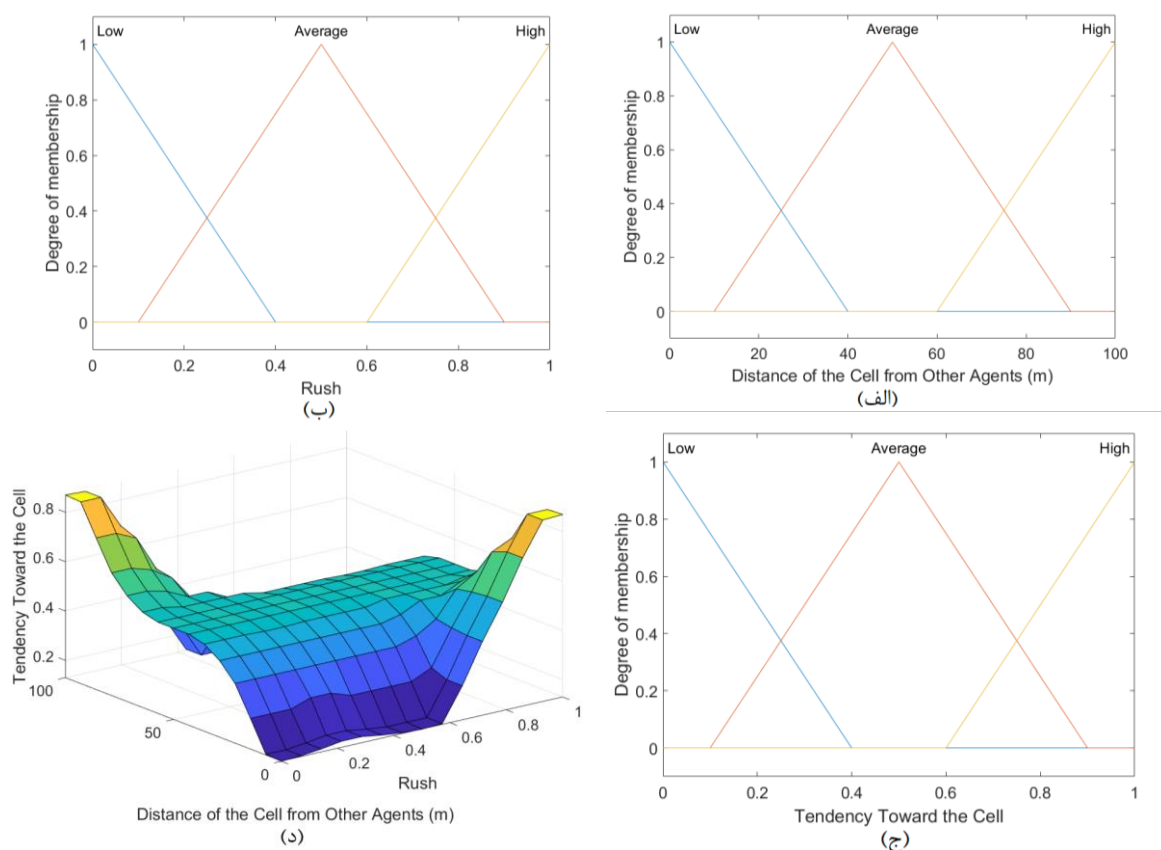 Low Average High
Degree of membership
1
0.8
0.6
0.4
0.2
0
0 0.2 0.4 0.6 0.8 1
Rush
(ب)
Low Average High
Degree of membership
1
0.8
0.6
0.4
0.2
0
0 20 40 60 80 100
Distance of the Cell from Other Agents (m)
(الف)
Tendency Toward the Cell
0.8
0.6
0.4
0.2
100
50
0
0 0.2 0.4 0.6 0.8 1
Rush
Distance of the Cell from Other Agents (m)
(د)
Low Average High
Degree of membership
1
0.8
0.6
0.4
0.2
0
0 0.2 0.4 0.6 0.8 1
Tendency Toward the Cell
(ج)